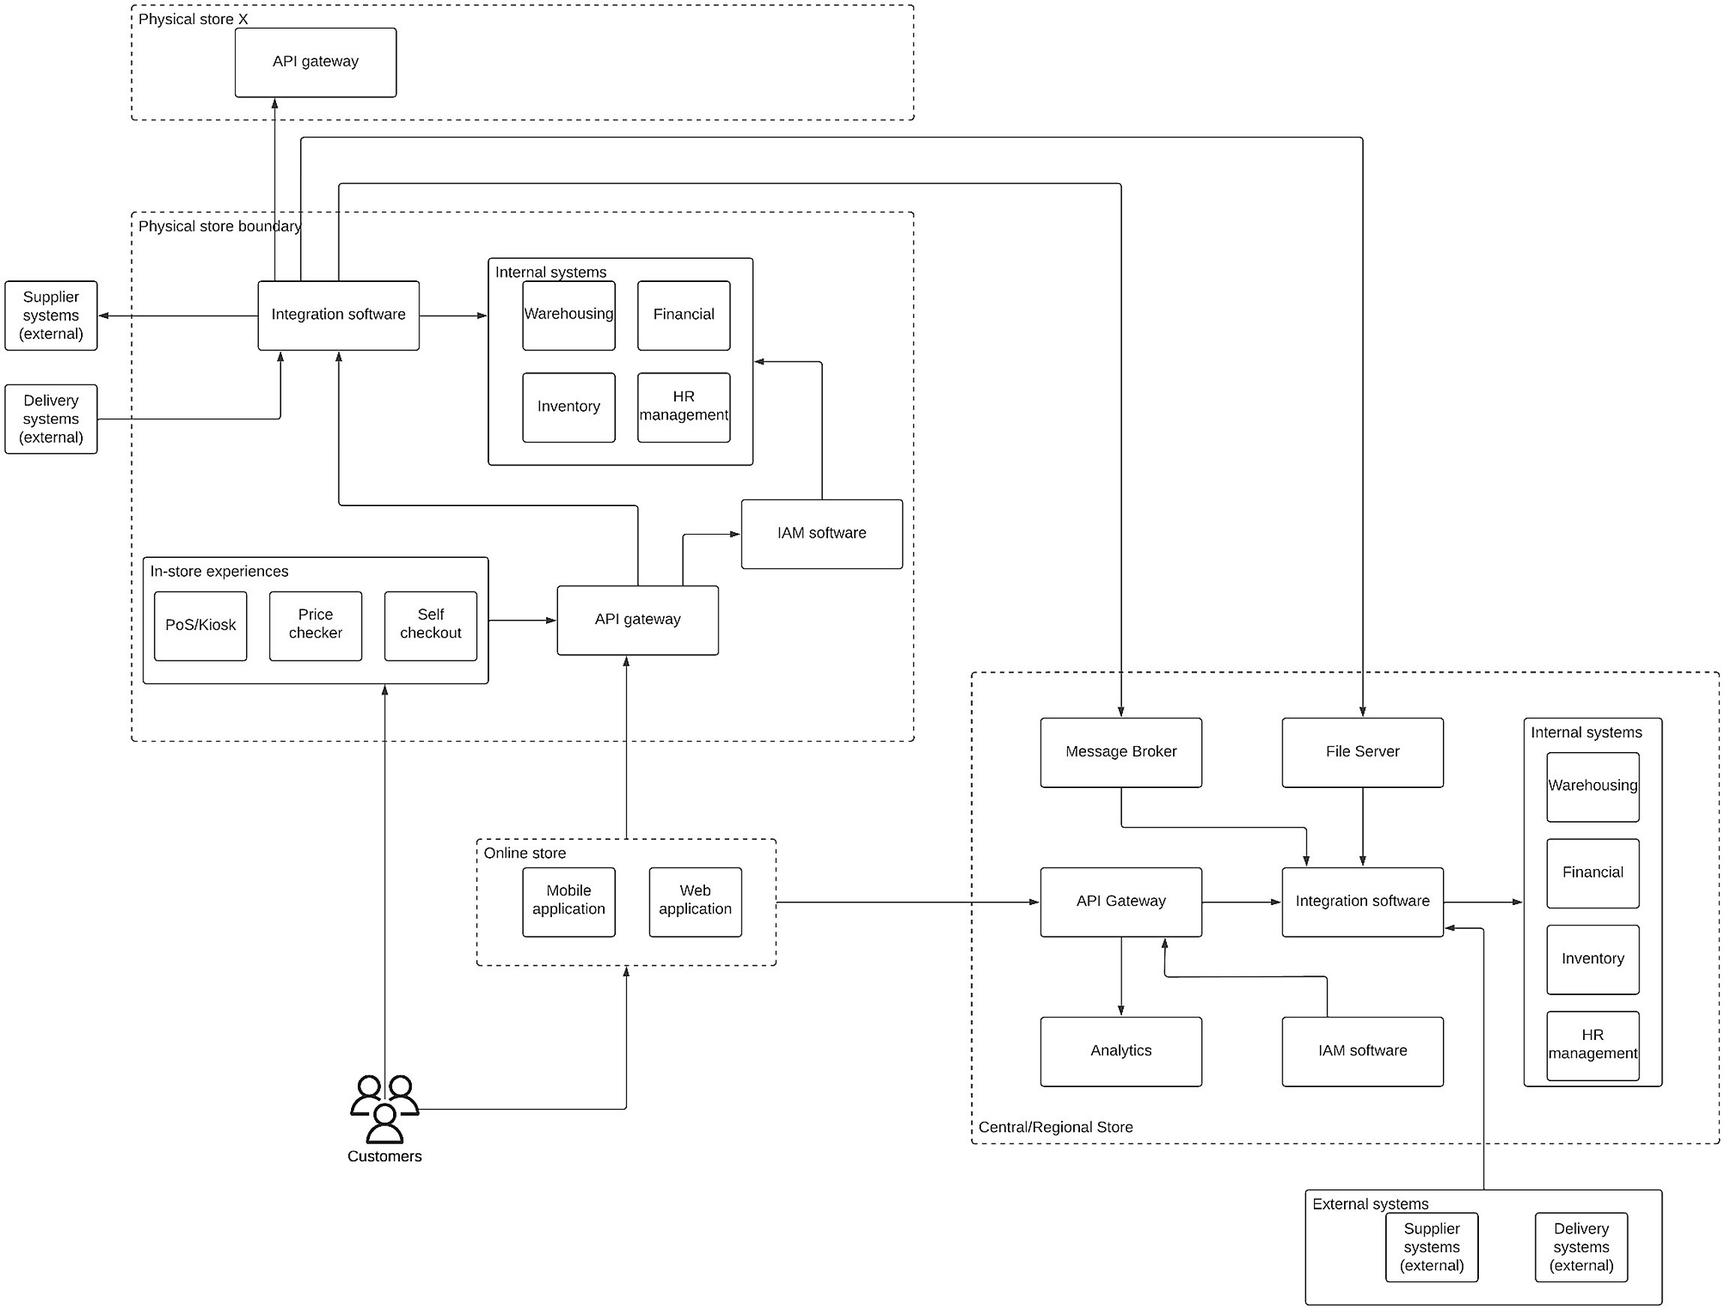 Physical store X
API gateway
Physical store boundary
Supplier
systems
(external)
Integration software
Internal systems
Warehousing
Financial
Inventory
HR
management
Delivery
systems
(external)
IAM software
In-store experiences
PoS/Kiosk
Price
checker
Self
checkout
API gateway
Online store
Mobile
application
Web
application
Customers
Message Broker
File Server
Internal systems
Warehousing
Financial
Inventory
HR
management
API Gateway
Integration software
Analytics
IAM software
Central/Regional Store
External systems
Supplier
systems
(external)
Delivery
systems
(external)